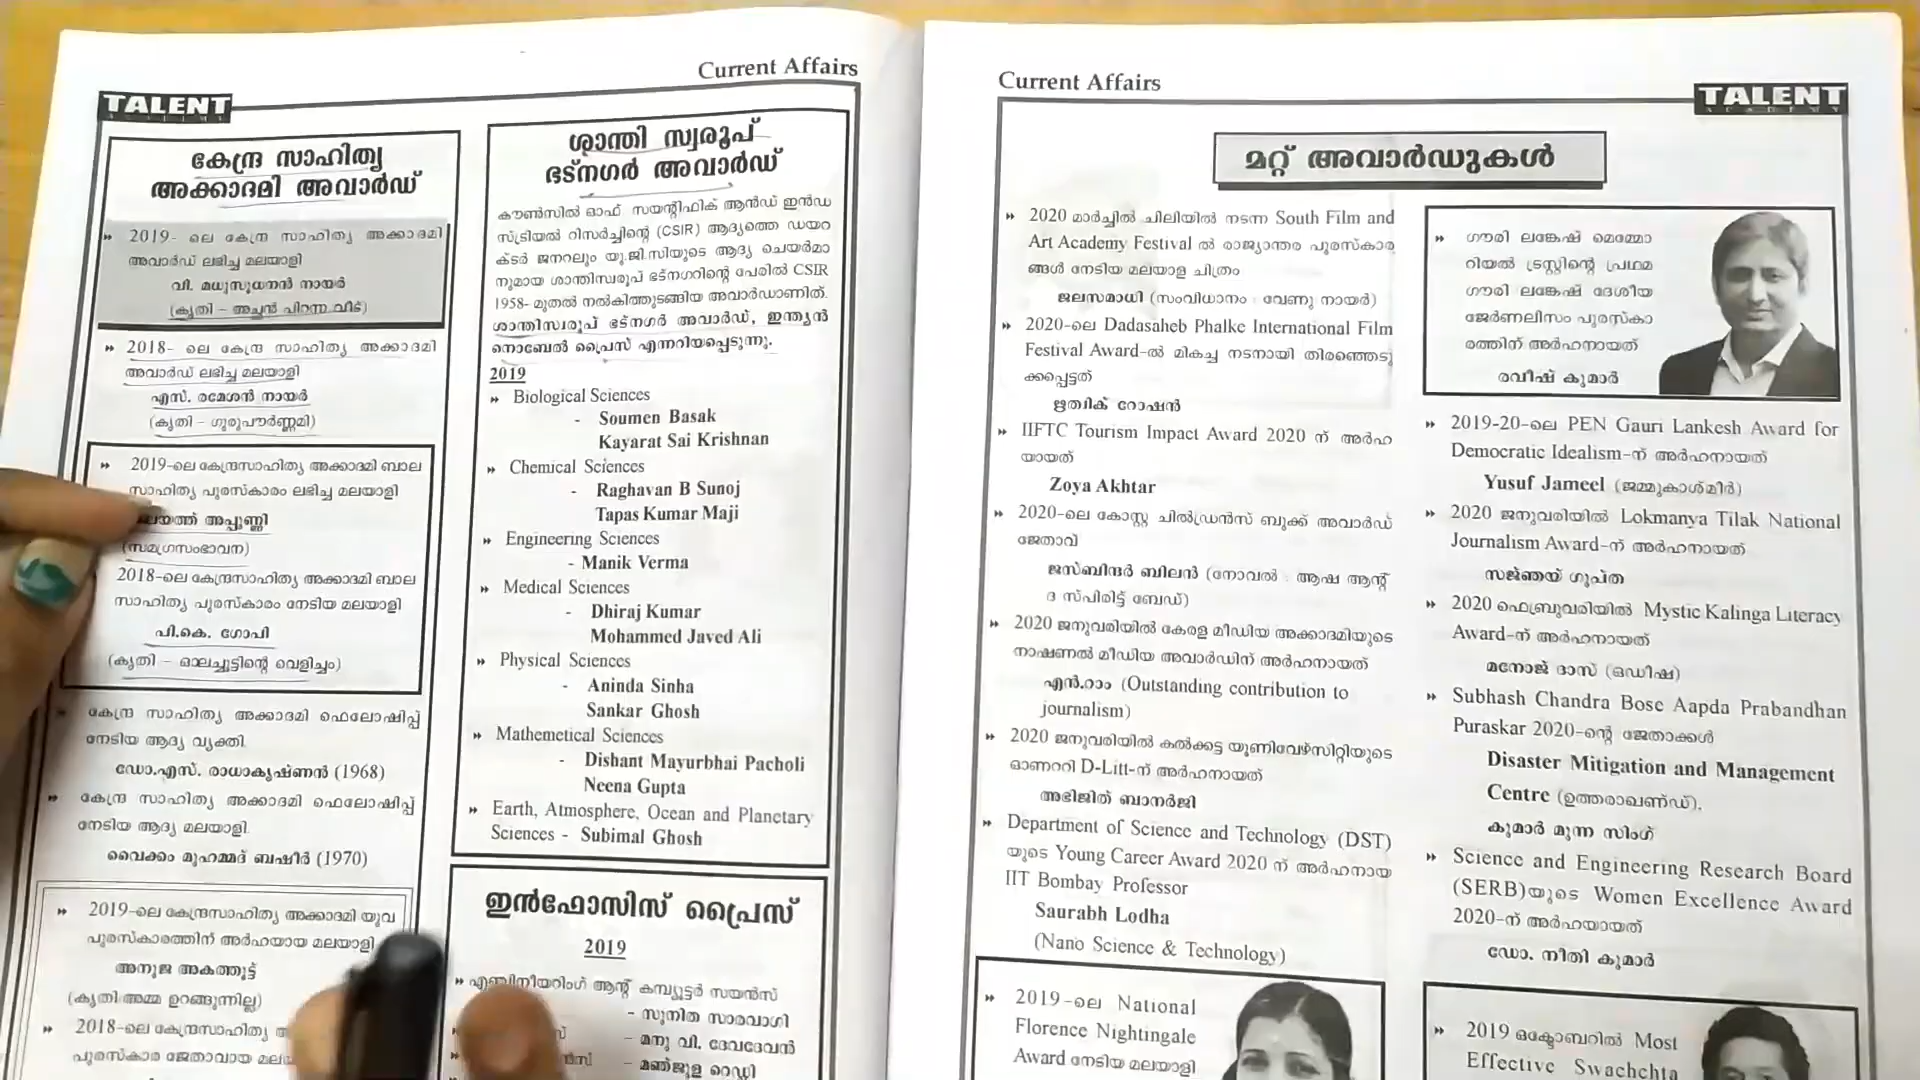 Current Affairs
TALENT
ACADEMY
കേന്ദ്ര സാഹിത്യ
അക്കാദമി അവാർഡ്
2019- ലെ കേന്ദ്ര സാഹിത്യ അക്കാദമി
അവാർഡ് ലഭിച്ച മലയാളി
വി. മധുസൂധനൻ നായർ
(കൃതി – അച്ഛൻ പിറന്ന വീട്)
2018- ലെ കേന്ദ്ര സാഹിത്യ അക്കാദമി
അവാർഡ് ലഭിച്ച മലയാളി
എസ്. രമേശൻ നായർ
(കൃതി – ഗുരുപൗർണ്ണമി)
2019-ലെ കേന്ദ്രസാഹിത്യ അക്കാദമി ബാല
സാഹിത്യ പുരസ്കാരം ലഭിച്ച മലയാളി
അപ്പുണ്ണി
(സമഗ്രസംഭാവന)
2018-ലെ കേന്ദ്രസാഹിത്യ അക്കാദമി ബാല
സാഹിത്യ പുരസ്കാരം നേടിയ മലയാളി
പി.കെ. ഗോപി
(കൃതി – ഓലച്ചൂട്ടിന്റെ വെളിച്ചം)
കേന്ദ്ര സാഹിത്യ അക്കാദമി ഫെലോഷിപ്പ്
നേടിയ ആദ്യ വ്യക്തി
ഡോ.എസ്. രാധാകൃഷ്ണൻ (1968)
കേന്ദ്ര സാഹിത്യ അക്കാദമി ഫെലോഷിപ്പ്
നേടിയ ആദ്യ മലയാളി
വൈക്കം മുഹമ്മദ് ബഷീർ (1970)
2019-ലെ കേന്ദ്രസാഹിത്യ അക്കാദമി യുവ
പുരസ്കാരത്തിന് അർഹയായ മലയാളി
അനുജ അകത്തൂട്ട്
(കൃതി അമ്മ ഉറങ്ങുന്നില്ല)
2018-ലെ കേന്ദ്രസാഹിത്യ
പുരസ്കാര ജേതാവായ
ശാന്തി സ്വരൂപ്
ഭട്നഗർ അവാർഡ്
കൗൺസിൽ ഓഫ് സയന്റിഫിക് ആൻഡ് ഇൻഡ
സ്ട്രിയൽ റിസർച്ചിന്റെ (CSIR) ആദ്യത്തെ ഡയറ
ക്ടർ ജനറലും യു.ജി.സിയുടെ ആദ്യ ചെയർമാ
നുമായ ശാന്തിസ്വരൂപ് ഭട്നഗറിന്റെ പേരിൽ CSIR
1958- മുതൽ നൽകിത്തുടങ്ങിയ അവാർഡാണിത്.
ശാന്തിസ്വരൂപ് ഭട്നഗർ അവാർഡ്, ഇന്ത്യൻ
നൊബേൽ പ്രൈസ് എന്നറിയപ്പെടുന്നു.
2019
Biological Sciences
- Soumen Basak
Kayarat Sai Krishnan
Chemical Sciences
- Raghavan B Sunoj
Tapas Kumar Maji
Engineering Sciences
- Manik Verma
Medical Sciences
- Dhiraj Kumar
Mohammed Javed Ali
Physical Sciences
- Aninda Sinha
Sankar Ghosh
Mathemetical Sciences
- Dishant Mayurbhai Pacholi
Neena Gupta
Earth, Atmosphere, Ocean and Planetary
Sciences - Subimal Ghosh
ഇൻഫോസിസ് പ്രൈസ്
2019
എഞ്ചിനീയറിംഗ് ആന്റ് കമ്പ്യൂട്ടർ സയൻസ്
- സുനിത സാരവാഗി
- മനു വി. ദേവദേവൻ
- മഞ്ജുള റെഡ്ഡി
Current Affairs
TALENT
ACADEMY
മറ്റ് അവാർഡുകൾ
2020 മാർച്ചിൽ ചിലിയിൽ നടന്ന South Film and
Art Academy Festival ൽ രാജ്യാന്തര പുരസ്കാര
ങ്ങൾ നേടിയ മലയാള ചിത്രം
ജലസമാധി (സംവിധാനം : വേണു നായർ)
2020-ലെ Dadasaheb Phalke International Film
Festival Award-ൽ മികച്ച നടനായി തിരഞ്ഞെടു
ക്കപ്പെട്ടത്
ഋത്വിക് റോഷൻ
IIFTC Tourism Impact Award 2020 ന് അർഹ
യായത്
Zoya Akhtar
2020-ലെ കോസ്റ്റ ചിൽഡ്രൻസ് ബുക്ക് അവാർഡ്
ജേതാവ്
ജസ്ബിന്ദർ ബിലൻ (നോവൽ : ആഷ ആന്റ്
ദ സ്പിരിട്ട് ബേഡ്)
2020 ജനുവരിയിൽ കേരള മീഡിയ അക്കാദമിയുടെ
നാഷണൽ മീഡിയ അവാർഡിന് അർഹനായത്
എൻ.റാം (Outstanding contribution to
journalism)
2020 ജനുവരിയിൽ കൽക്കട്ട യൂണിവേഴ്സിറ്റിയുടെ
ഓണററി D-Litt-ന് അർഹനായത്
അഭിജിത് ബാനർജി
Department of Science and Technology (DST)
യുടെ Young Career Award 2020 ന് അർഹനായ
IIT Bombay Professor
Saurabh Lodha
(Nano Science & Technology)
2019-ലെ National
Florence Nightingale
Award നേടിയ മലയാളി
ഗൗരി ലങ്കേഷ് മെമ്മോ
റിയൽ ട്രസ്റ്റിന്റെ പ്രഥമ
ഗൗരി ലങ്കേഷ് ദേശീയ
ജേർണലിസം പുരസ്കാ
രത്തിന് അർഹനായത്
രവീഷ് കുമാർ
2019-20-ലെ PEN Gauri Lankesh Award for
Democratic Idealism-ന് അർഹനായത്
Yusuf Jameel (ജമ്മുകാശ്മീർ)
2020 ജനുവരിയിൽ Lokmanya Tilak National
Journalism Award-ന് അർഹനായത്
സഞ്ജയ് ഗുപ്ത
2020 ഫെബ്രുവരിയിൽ Mystic Kalinga Literacy
Award-ന് അർഹനായത്
മനോജ് ദാസ് (ഒഡീഷ)
Subhash Chandra Bose Aapda Prabandhan
Puraskar 2020-ന്റെ ജേതാക്കൾ
Disaster Mitigation and Management
Centre (ഉത്തരാഖണ്ഡ്),
കുമാർ മുന്ന സിംഗ്
Science and Engineering Research Board
(SERB)യുടെ Women Excellence Award
2020-ന് അർഹയായത്
ഡോ. നീതി കുമാർ
2019 ഒക്ടോബറിൽ Most
Effective Swachchta